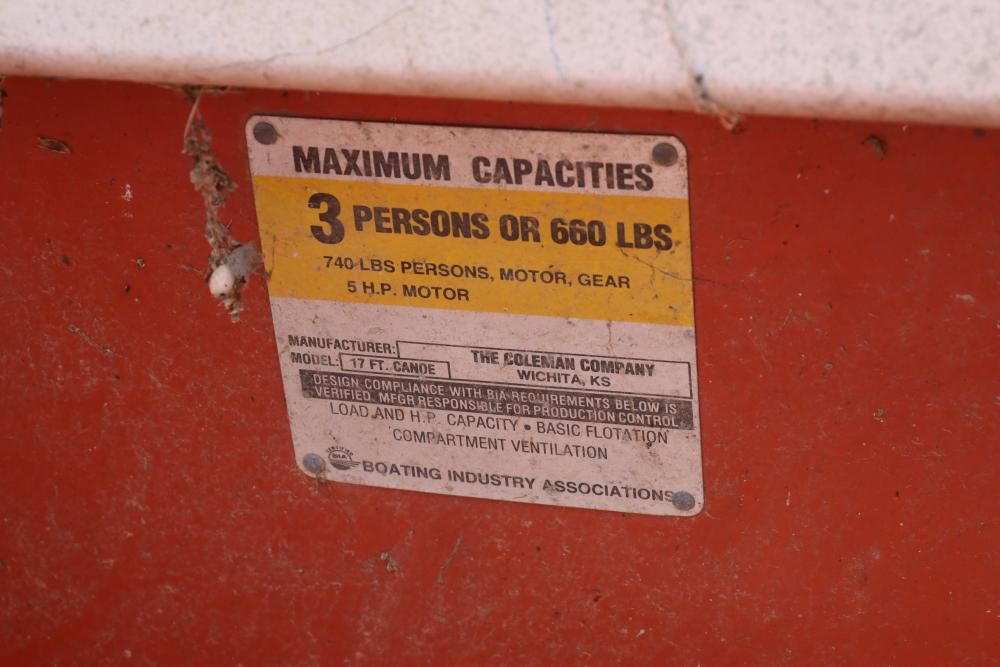 MAXIMUM CAPACITIES
3 PERSONS OR 660 LBS
740 LBS PERSONS, MOTOR, GEAR
5 H.P. MOTOR
MANUFACTURER: THE COLEMAN COMPANY
MODEL: 17 FT. CANOE WICHITA, KS
DESIGN COMPLIANCE WITH BIA REQUIREMENTS BELOW IS
VERIFIED. MFGR RESPONSIBLE FOR PRODUCTION CONTROL
LOAD AND H.P. CAPACITY • BASIC FLOTATION
COMPARTMENT VENTILATION
CERTIFIED
BIA
BOATING INDUSTRY ASSOCIATIONS